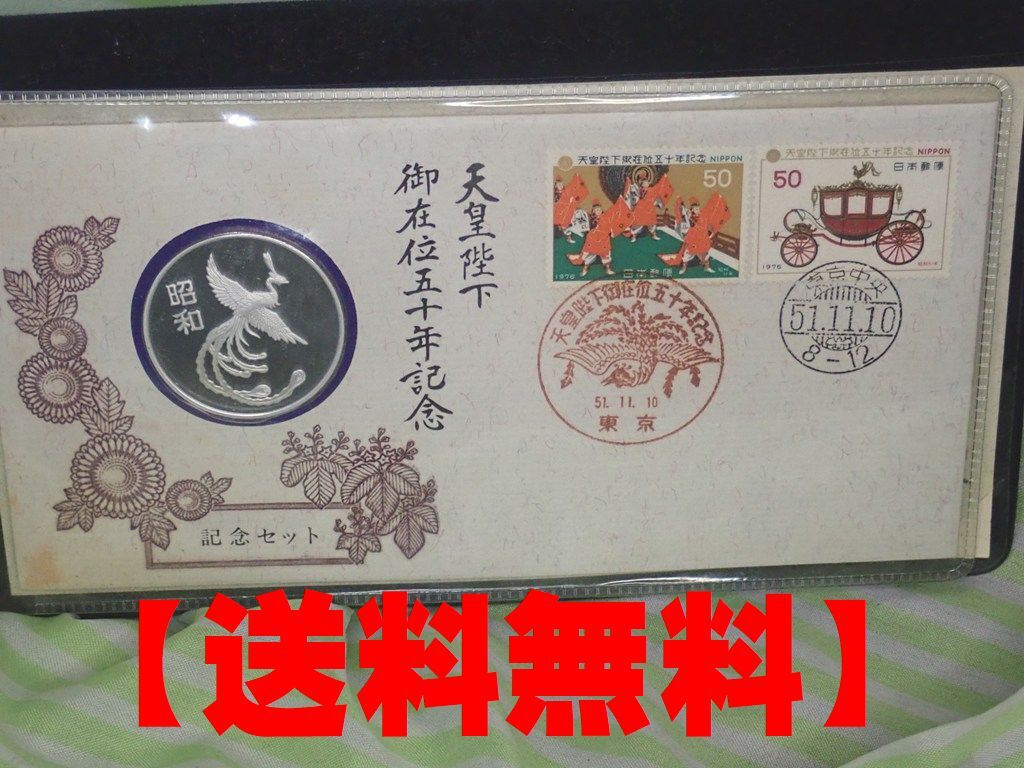 天皇陛下
御在位五十年記念
昭和
記念セット
天皇陛下御在位五十年記念 NIPPON
50
1976
日本郵便
天皇陛下御在位五十年記念 NIPPON
50
日本郵便
1976
天皇陛下御在位五十年記念
51.11.10
東京
東京中央
51.11.10
8-12
【送料無料】